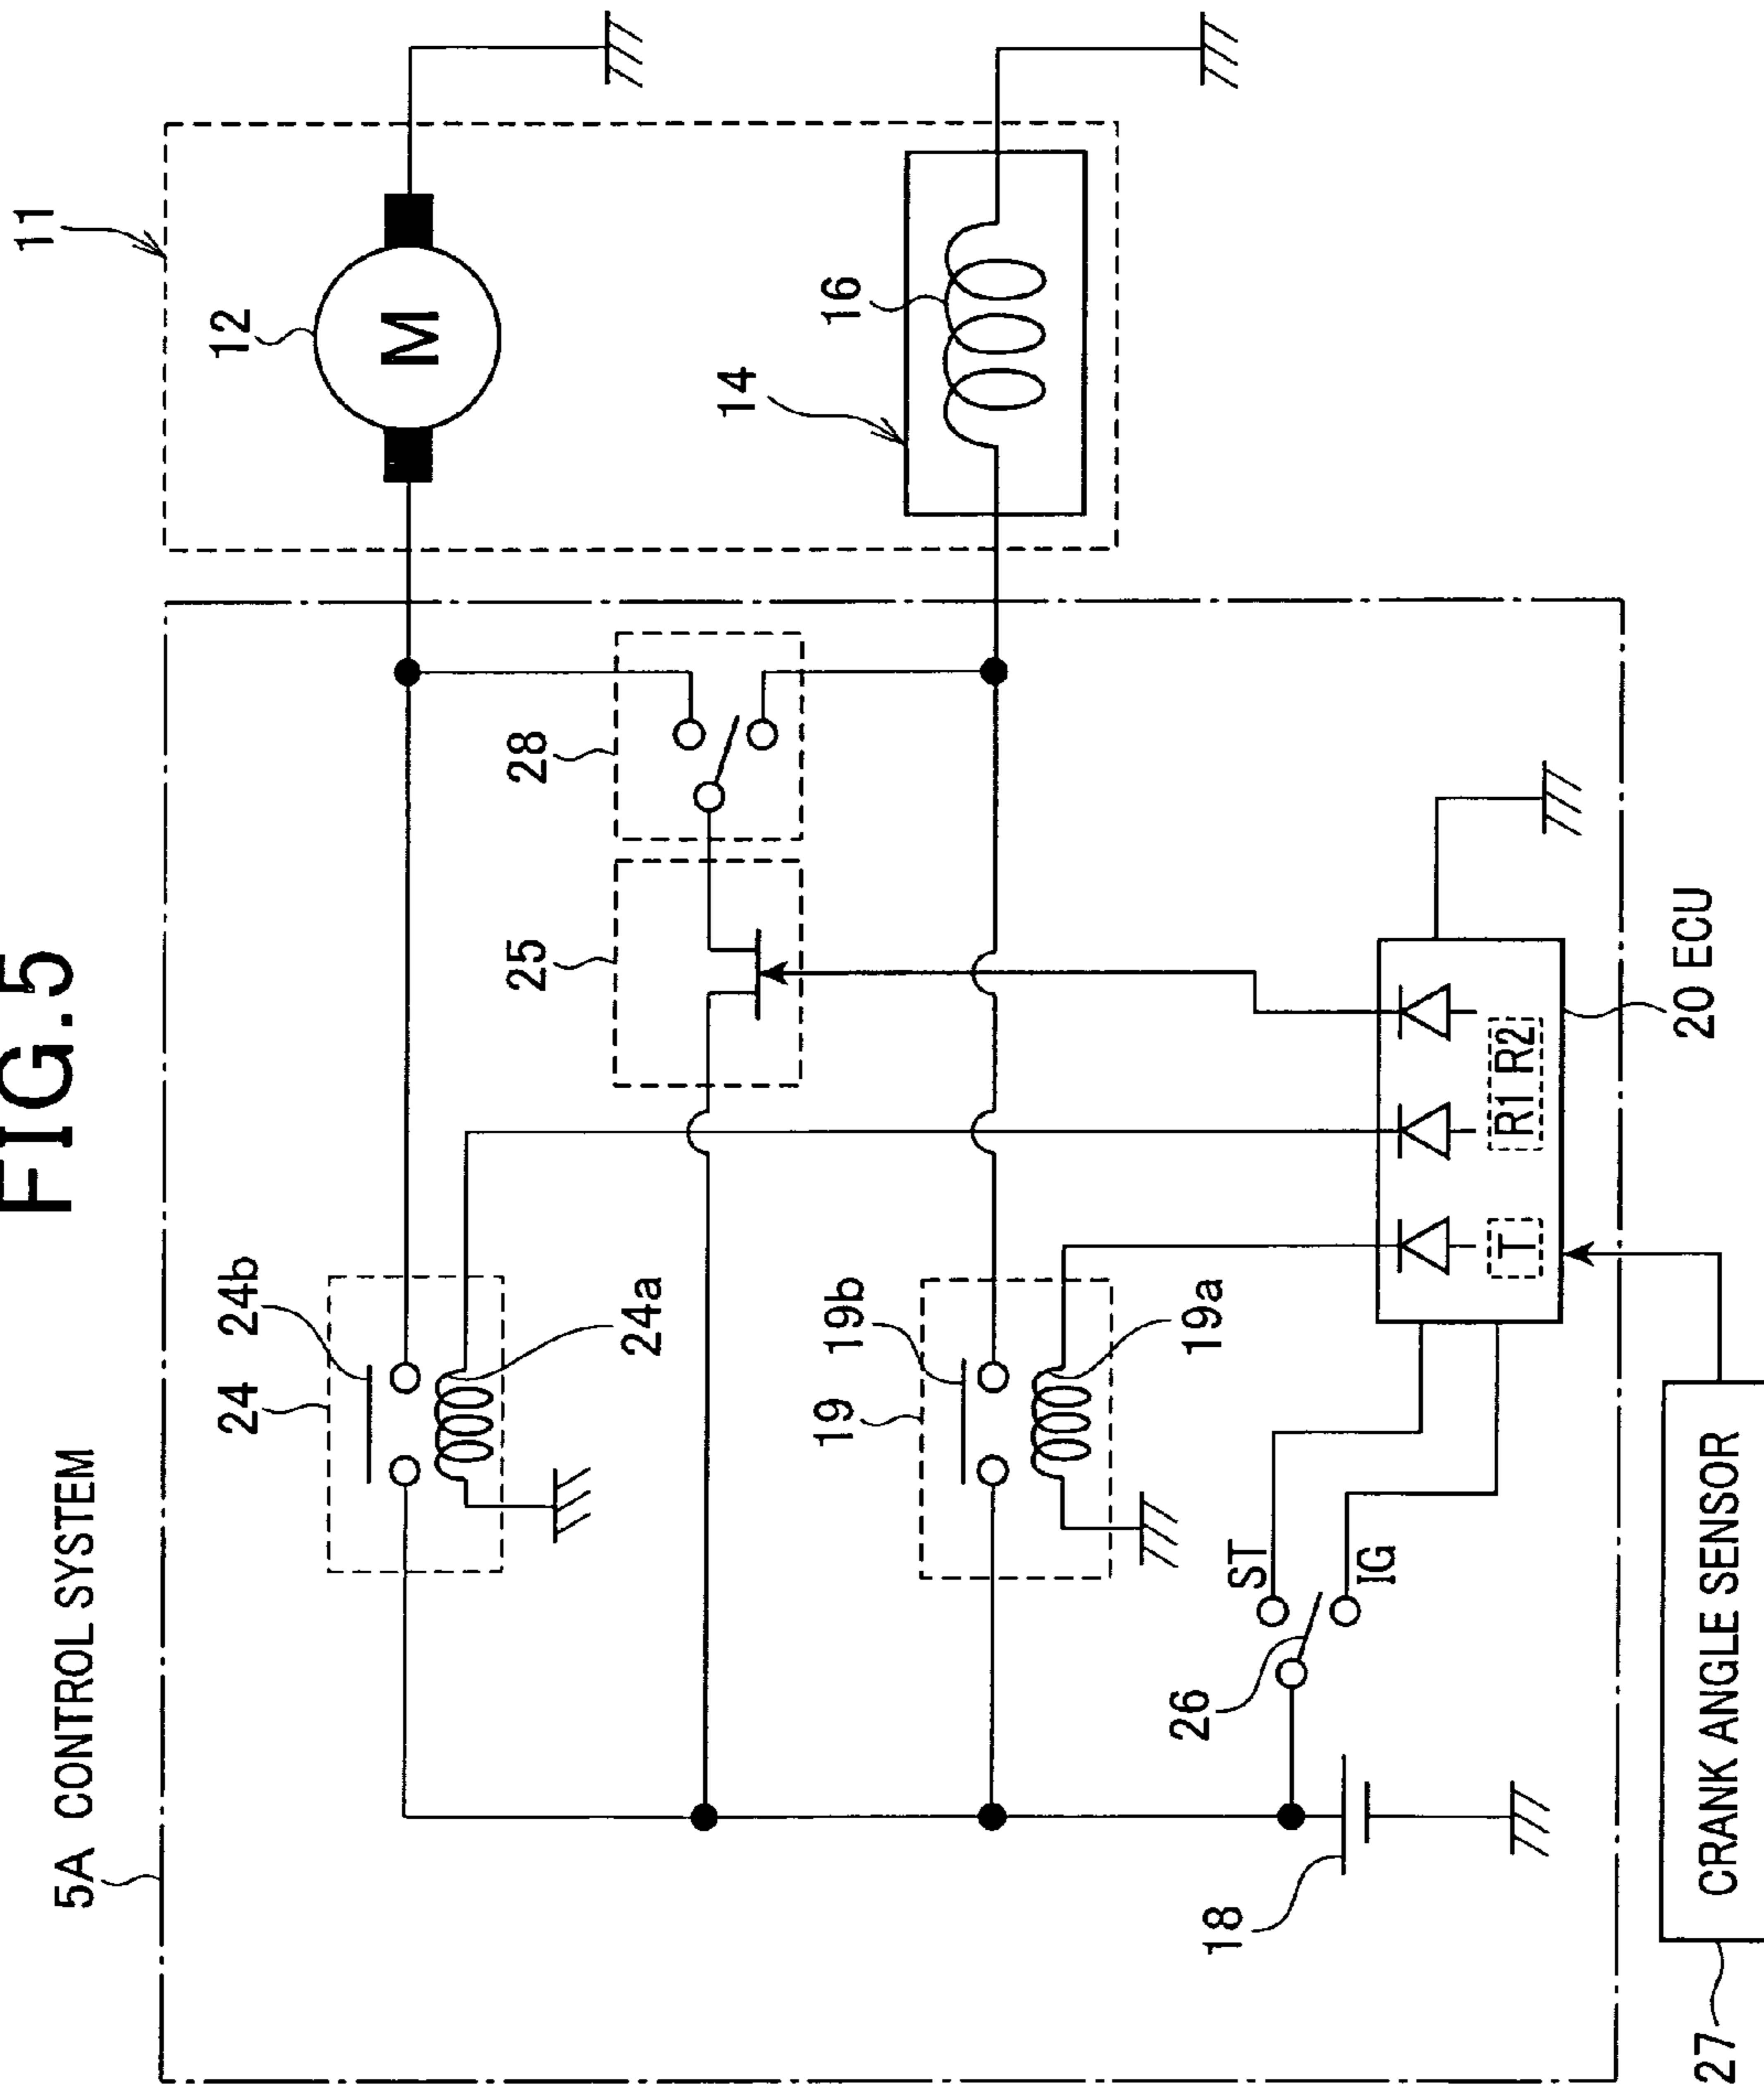 FIG.5
5A CONTROL SYSTEM
11
24
24b
12
M
24a
25
28
14
19
19b
16
19a
ST
26
IG
18
T
R1 R2
20 ECU
CRANK ANGLE SENSOR
27